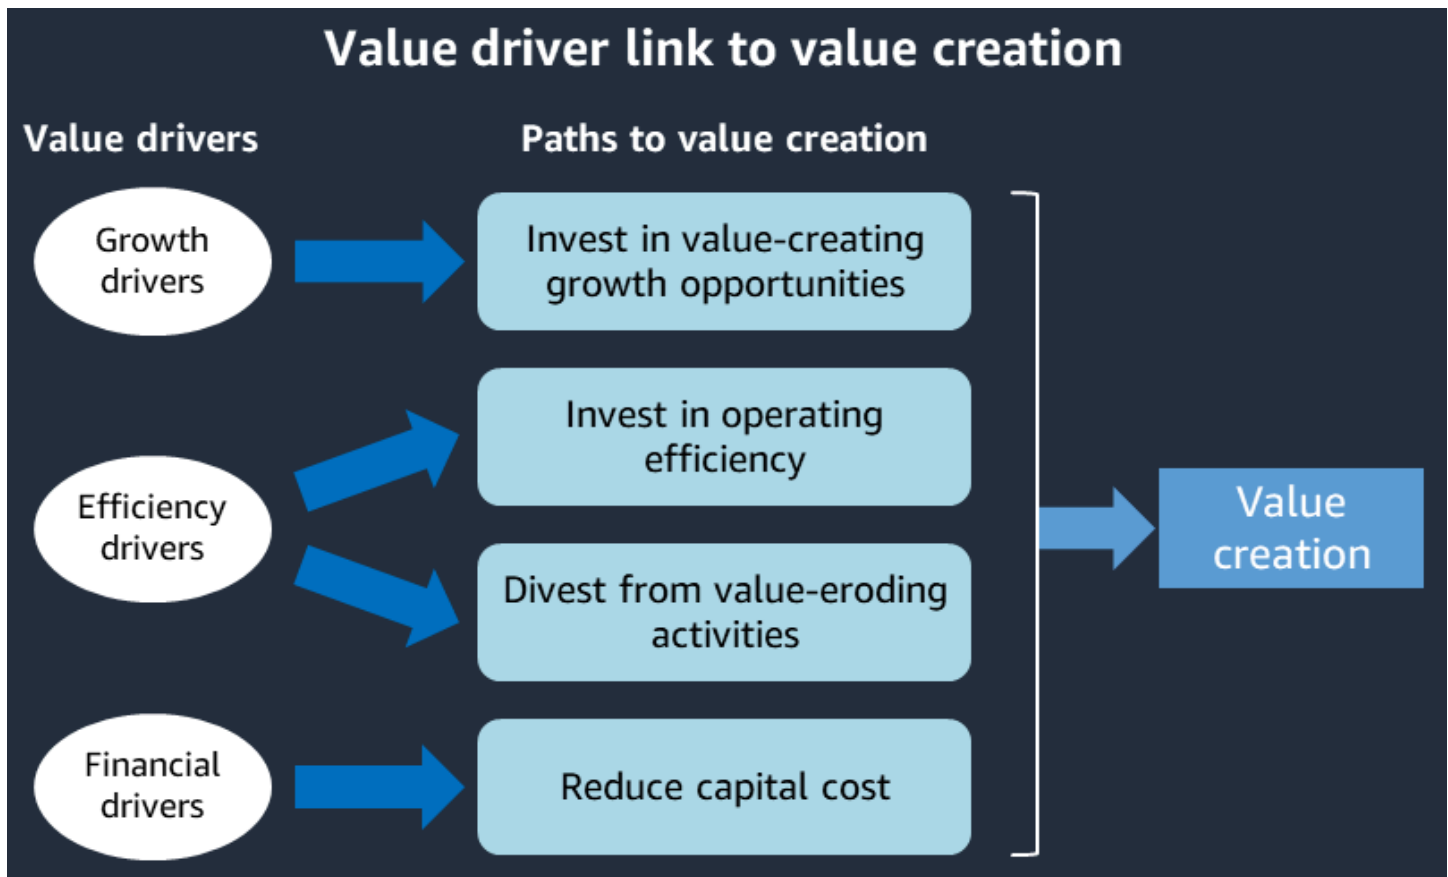 Value driver link to value creation
Value drivers
Paths to value creation
Growth
drivers
Invest in value-creating
growth opportunities
Efficiency
drivers
Invest in operating
efficiency
Divest from value-eroding
activities
Financial
drivers
Reduce capital cost
Value
creation